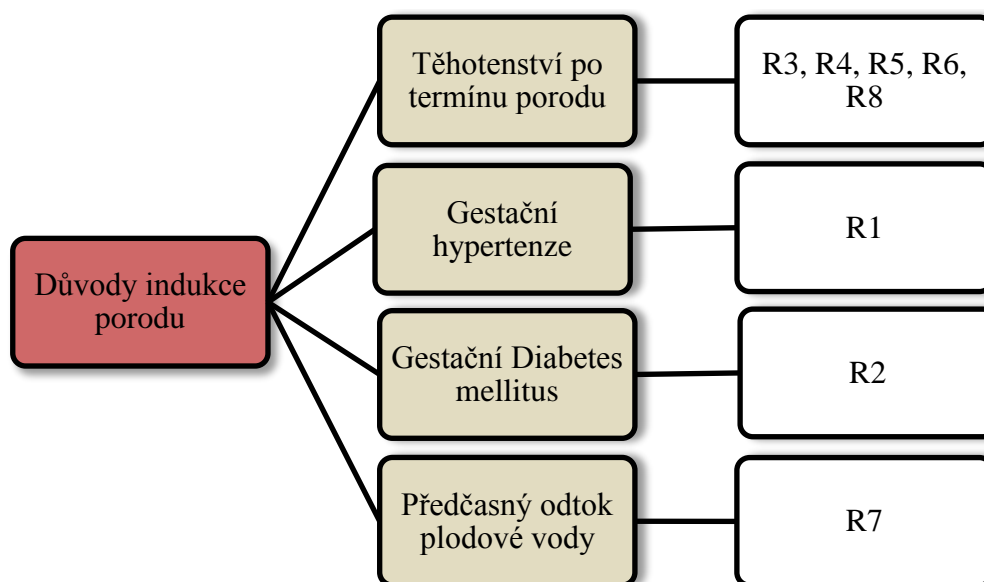 Důvody indukce
porodu
Těhotenství po
termínu porodu
R3, R4, R5, R6,
R8
Gestační
hypertenze
R1
Gestační Diabetes
mellitus
R2
Předčasný odtok
plodové vody
R7